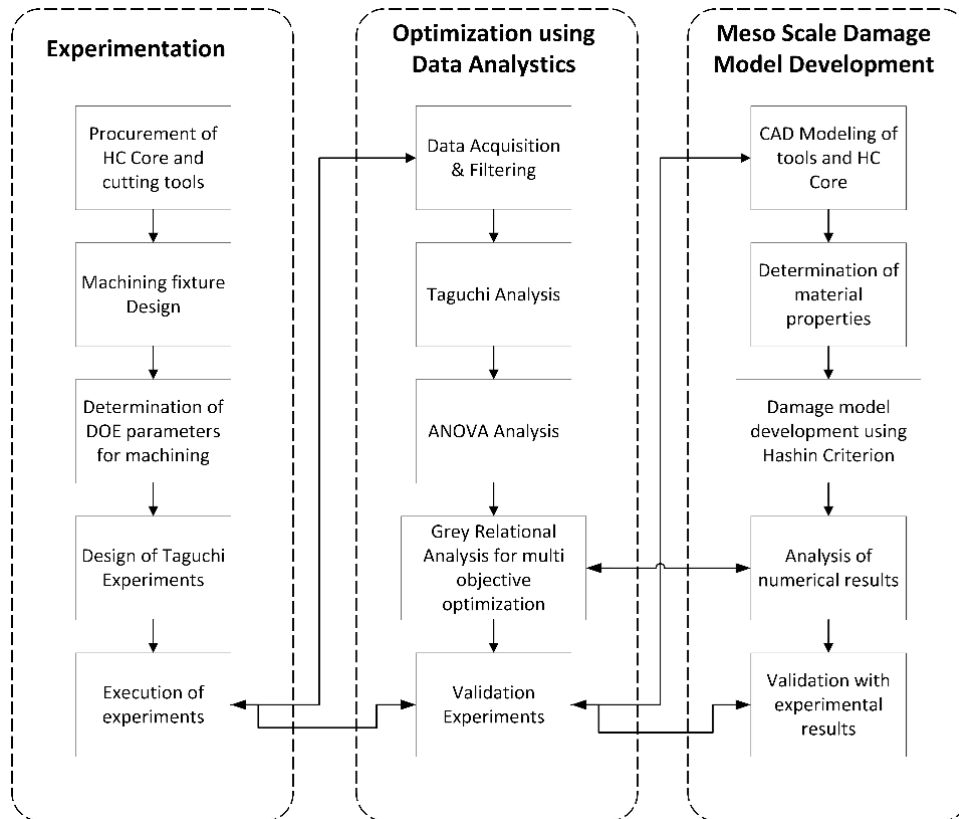 Experimentation
Procurement of
HC Core and
cutting tools
Machining fixture
Design
Determination of
DOE parameters
for machining
Design of Taguchi
Experiments
Execution of
experiments
Optimization using
Data Analystics
Data Acquisition
& Filtering
Taguchi Analysis
ANOVA Analysis
Grey Relational
Analysis for multi
objective
optimization
Validation
Experiments
Meso Scale Damage
Model Development
CAD Modeling of
tools and HC
Core
Determination of
material
properties
Damage model
development using
Hashin Criterion
Analysis of
numerical results
Validation with
experimental
results